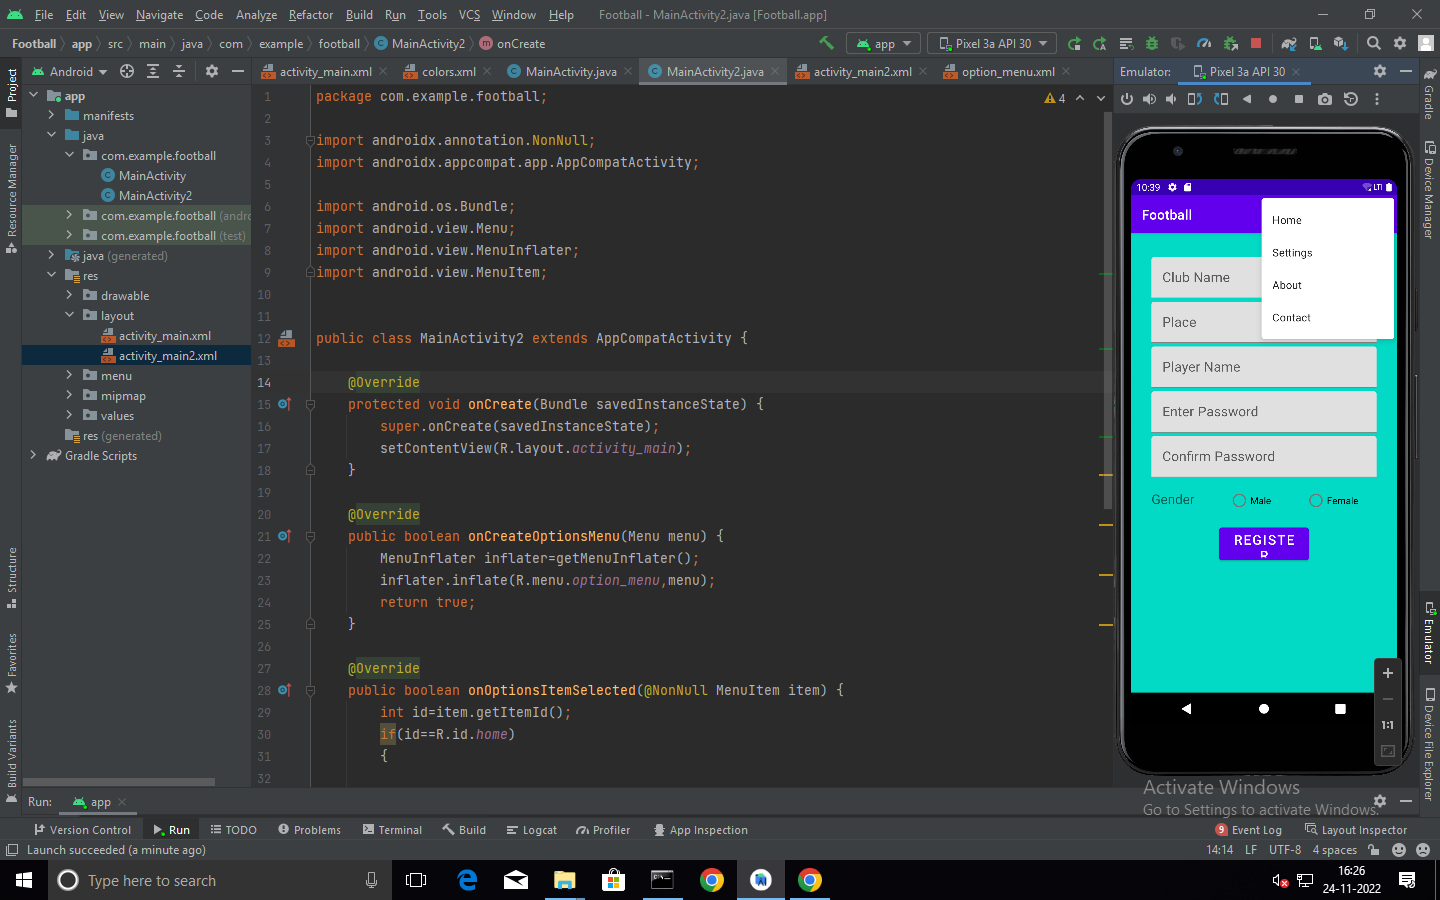 File Edit View Navigate Code Analyze Refactor Build Run Tools VCS Window Help Football - MainActivity2.java [Football.app]
Football app src main java com example football MainActivity2 onCreate app Pixel 3a API 30
Android activity_main.xml colors.xml MainActivity.java MainActivity2.java activity_main2.xml option_menu.xml Emulator: Pixel 3a API 30
Project
Resource Manager
Structure
Favorites
Build Variants
app
manifests
java
com.example.football
MainActivity
MainActivity2
com.example.football (andro
com.example.football (test)
java (generated)
res
drawable
layout
activity_main.xml
activity_main2.xml
menu
mipmap
values
res (generated)
Gradle Scripts
4
1 package com.example.football;
2
3 import androidx.annotation.NonNull;
4 import androidx.appcompat.app.AppCompatActivity;
5
6 import android.os.Bundle;
7 import android.view.Menu;
8 import android.view.MenuInflater;
9 import android.view.MenuItem;
10
11
12 public class MainActivity2 extends AppCompatActivity {
13
14 @Override
15 protected void onCreate(Bundle savedInstanceState) {
16 super.onCreate(savedInstanceState);
17 setContentView(R.layout.activity_main);
18 }
19
20 @Override
21 public boolean onCreateOptionsMenu(Menu menu) {
22 MenuInflater inflater=getMenuInflater();
23 inflater.inflate(R.menu.option_menu,menu);
24 return true;
25 }
26
27 @Override
28 public boolean onOptionsItemSelected(@NonNull MenuItem item) {
29 int id=item.getItemId();
30 if(id==R.id.home)
31 {
32
10:39 LTE
Football
Home
Settings
About
Contact
Club Name
Place
Player Name
Enter Password
Confirm Password
Gender Male Female
REGISTE
R
1:1
Gradle
Device Manager
Emulator
Device File Explorer
Activate Windows
Go to Settings to activate Windows.
Run: app
Version Control Run TODO Problems Terminal Build Logcat Profiler App Inspection 9 Event Log Layout Inspector
Launch succeeded (a minute ago) 14:14 LF UTF-8 4 spaces
Type here to search
16:26
24-11-2022